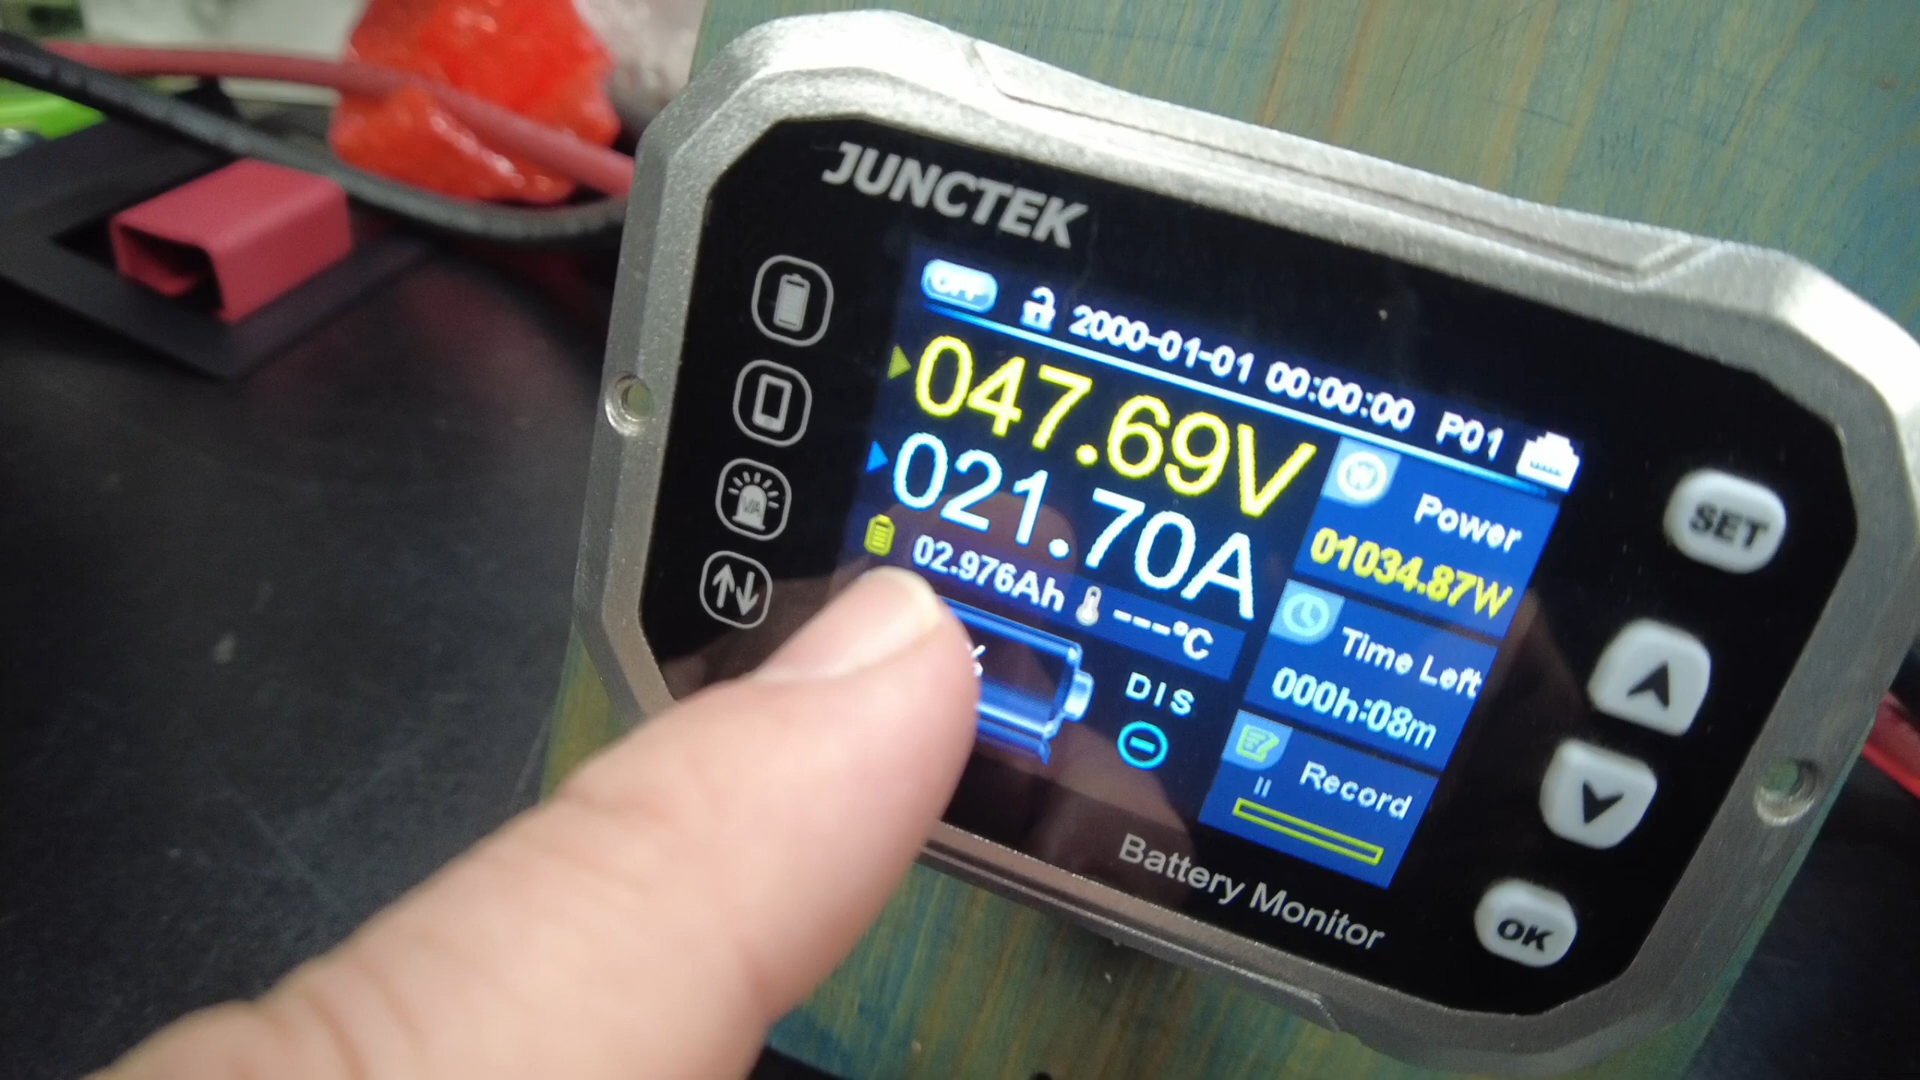 JUNCTEK
OFF 2000-01-01 00:00:00 P01
047.69V
021.70A
02.976Ah ---°C
Power
01034.87W
Time Left
000h:08m
Record
DIS
Battery Monitor
SET
OK